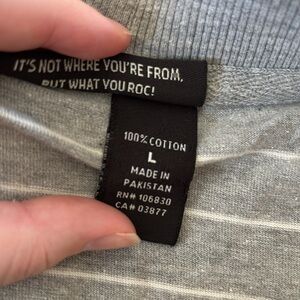 IT'S NOT WHERE YOU'RE FROM,
BUT WHAT YOU ROC!
100% COTTON
L
MADE IN
PAKISTAN
RN# 106830
CA# 03877